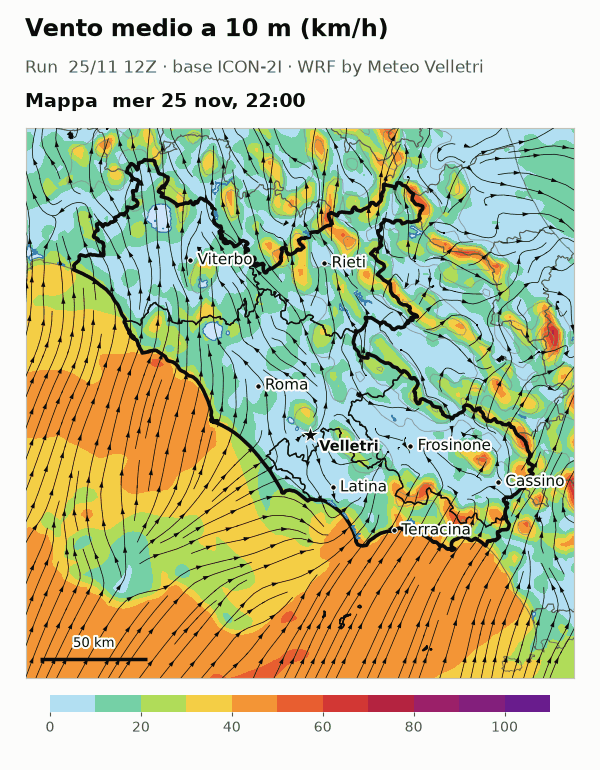 Vento medio a 10 m (km/h)
Run  25/11 12Z · base ICON-2I · WRF by Meteo Velletri
Mappa  mer 25 nov, 22:00
Viterbo
Rieti
Roma
Velletri
Frosinone
Latina
Cassino
Terracina
50 km
0 20 40 60 80 100